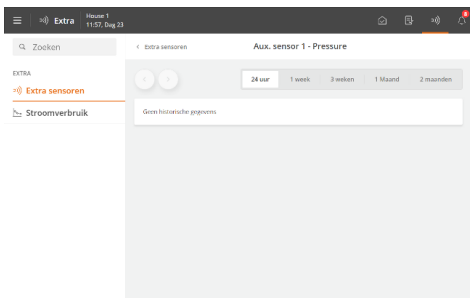 Extra
House 1
11:57, Dag 23
8
Zoeken
Extra sensoren
Aux. sensor 1 - Pressure
EXTRA
Extra sensoren
Stroomverbruik
24 uur
1 week
3 weken
1 Maand
2 maanden
Geen historische gegevens